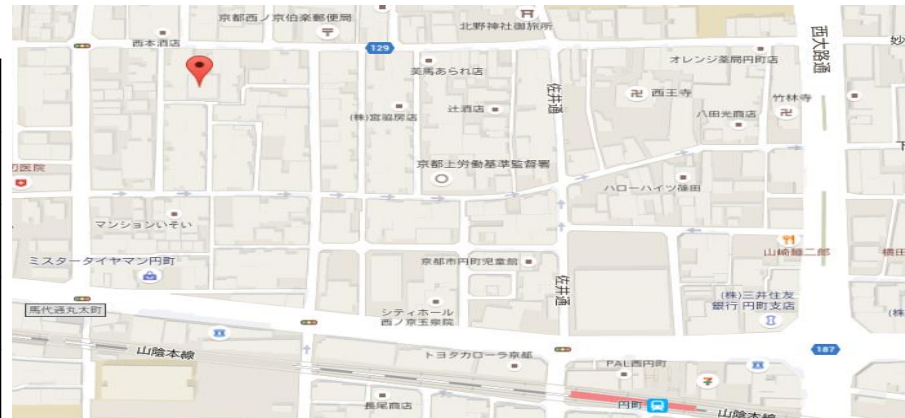 京都西ノ京伯楽郵便局
北野神社御旅所
西本酒店
129
オレンジ薬局円町店
西大路通
妙
美馬あられ店
(株)宮脇房店
辻酒店
佐井通
西王寺
竹林寺
八田光商店
下
京都上労働基準監督署
医院
ハローハイツ篠田
マンションいそい
ミスタータイヤマン円町
京都市円町児童館
佐井通
山崎麺二郎
横田
馬代通丸太町
シティホール
西ノ京玉泉院
(株)三井住友
銀行 円町支店
(株
山陰本線
トヨタカローラ京都
PAL西円町
187
長尾商店
円町
山陰本線